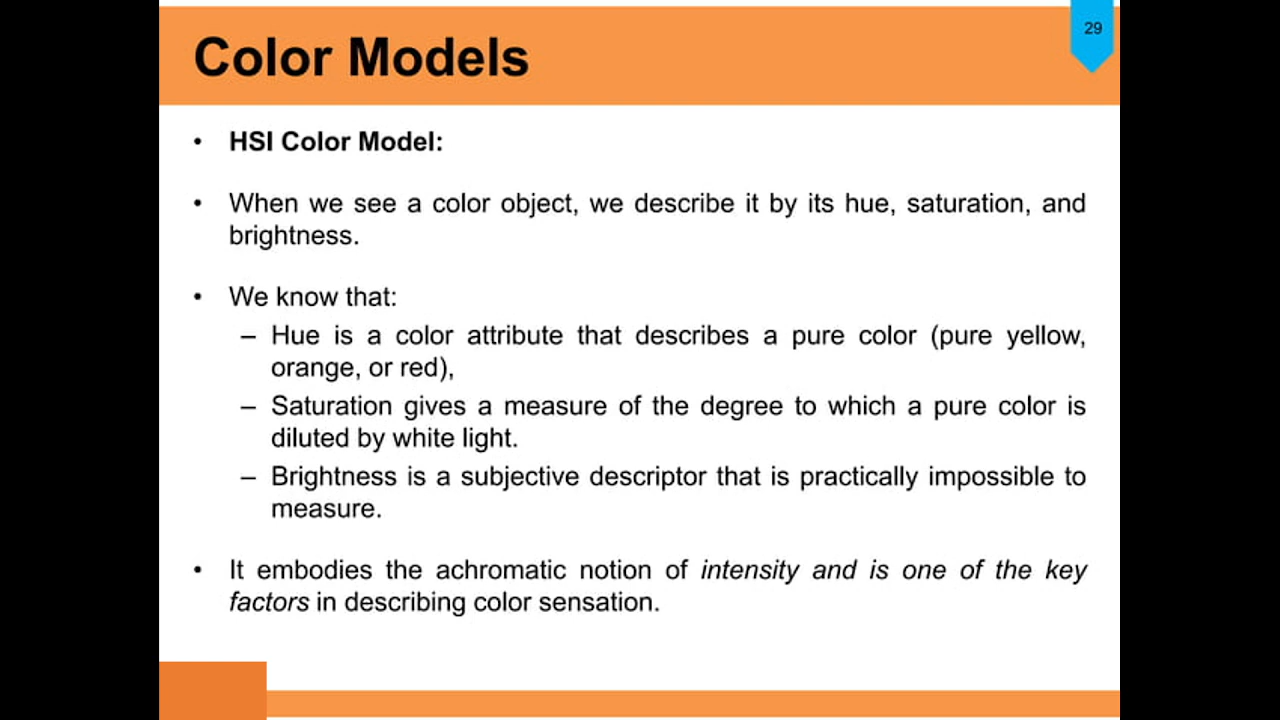 29
Color Models
• HSI Color Model:
• When we see a color object, we describe it by its hue, saturation, and
brightness.
• We know that:
– Hue is a color attribute that describes a pure color (pure yellow,
orange, or red),
– Saturation gives a measure of the degree to which a pure color is
diluted by white light.
– Brightness is a subjective descriptor that is practically impossible to
measure.
• It embodies the achromatic notion of intensity and is one of the key
factors in describing color sensation.